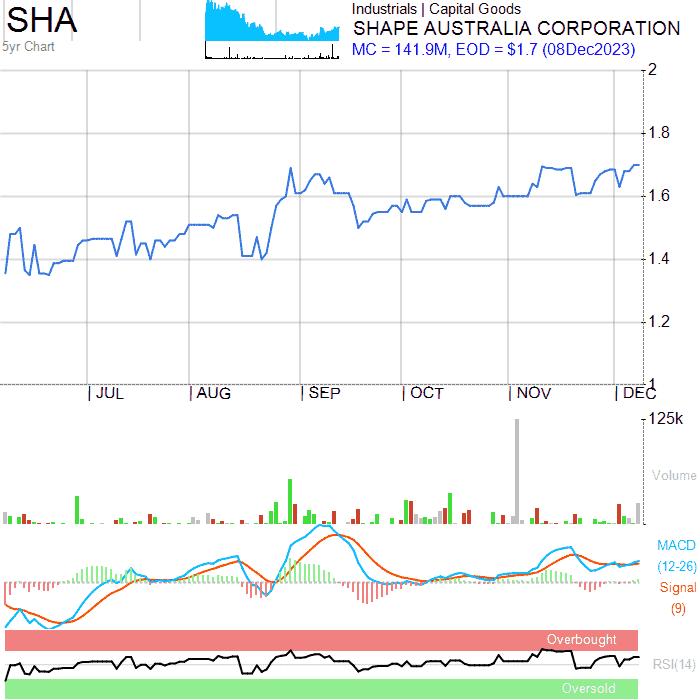 SHA
5yr Chart
Industrials | Capital Goods
SHAPE AUSTRALIA CORPORATION
MC = 141.9M, EOD = $1.7 (08Dec2023)
2
1.8
1.6
1.4
1.2
1
JUL AUG SEP OCT NOV DEC
125k
Volume
MACD
(12-26)
Signal
(9)
Overbought
RSI(14)
Oversold